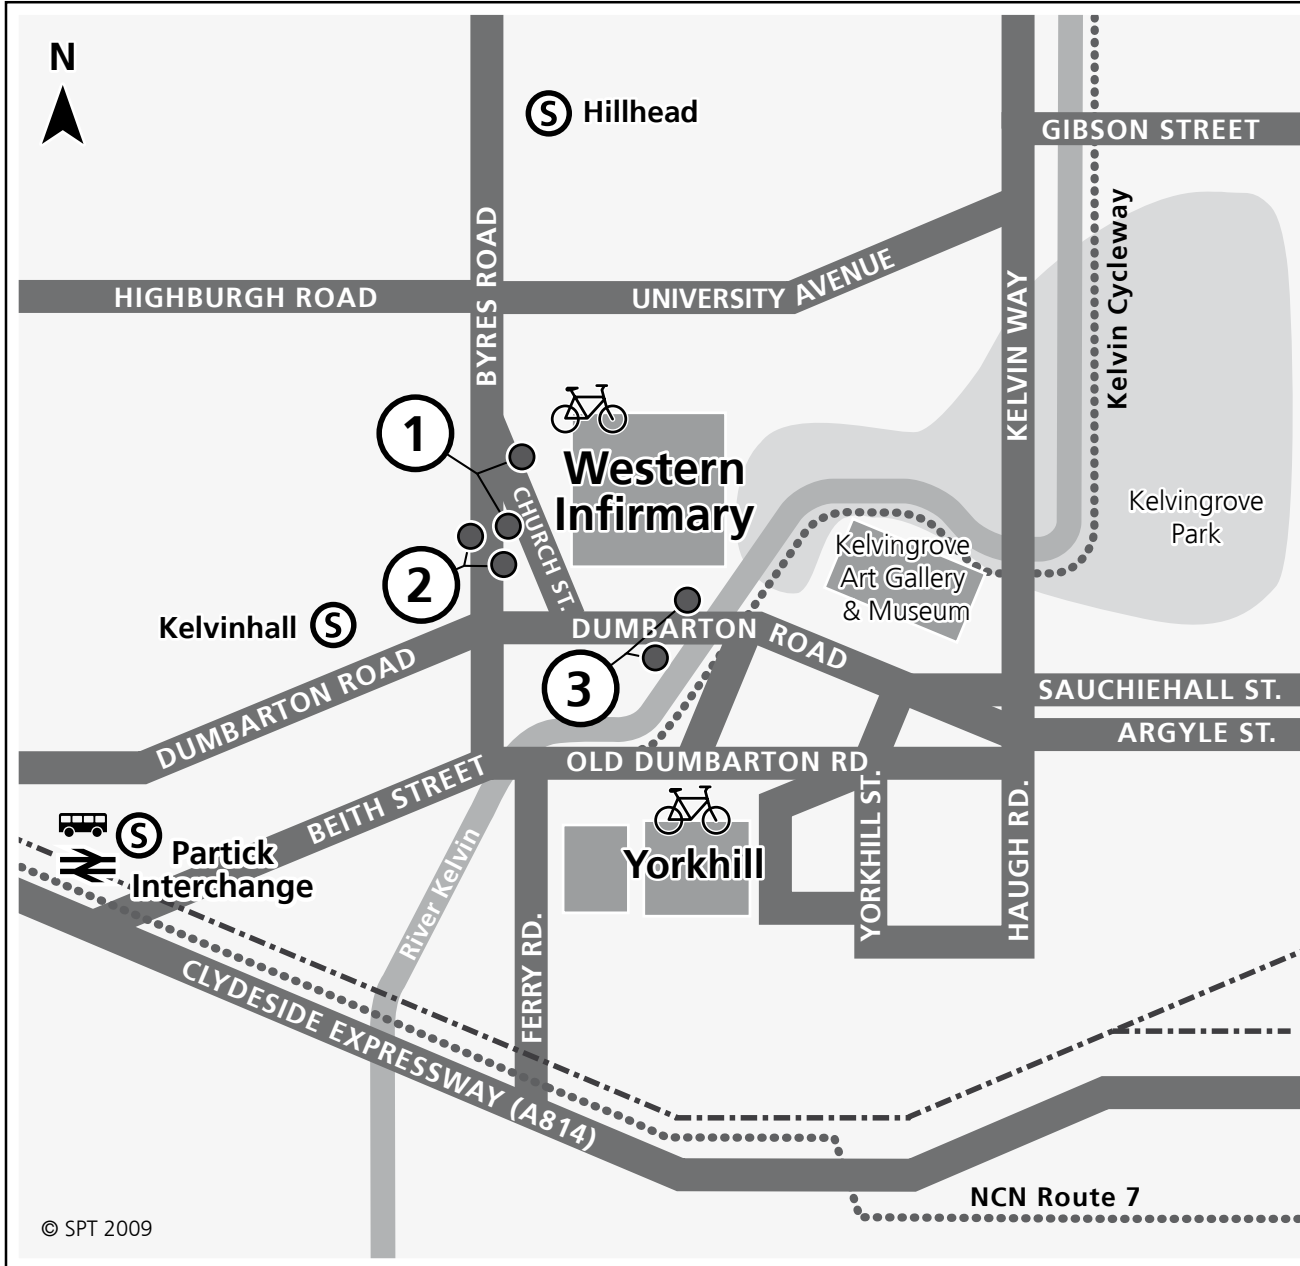 N
S Hillhead
GIBSON STREET
Kelvin Cycleway
BYRES ROAD
HIGHBURGH ROAD
UNIVERSITY AVENUE
KELVIN WAY
1
Western
Infirmary
CHURCH ST.
Kelvingrove
Park
2
Kelvingrove
Art Gallery
& Museum
Kelvinhall S
DUMBARTON ROAD
DUMBARTON ROAD
3
SAUCHIEHALL ST.
ARGYLE ST.
OLD DUMBARTON RD
BEITH STREET
S
Partick
Interchange
River Kelvin
Yorkhill
YORKHILL ST.
HAUGH RD.
FERRY RD.
CLYDESIDE EXPRESSWAY (A814)
NCN Route 7
© SPT 2009